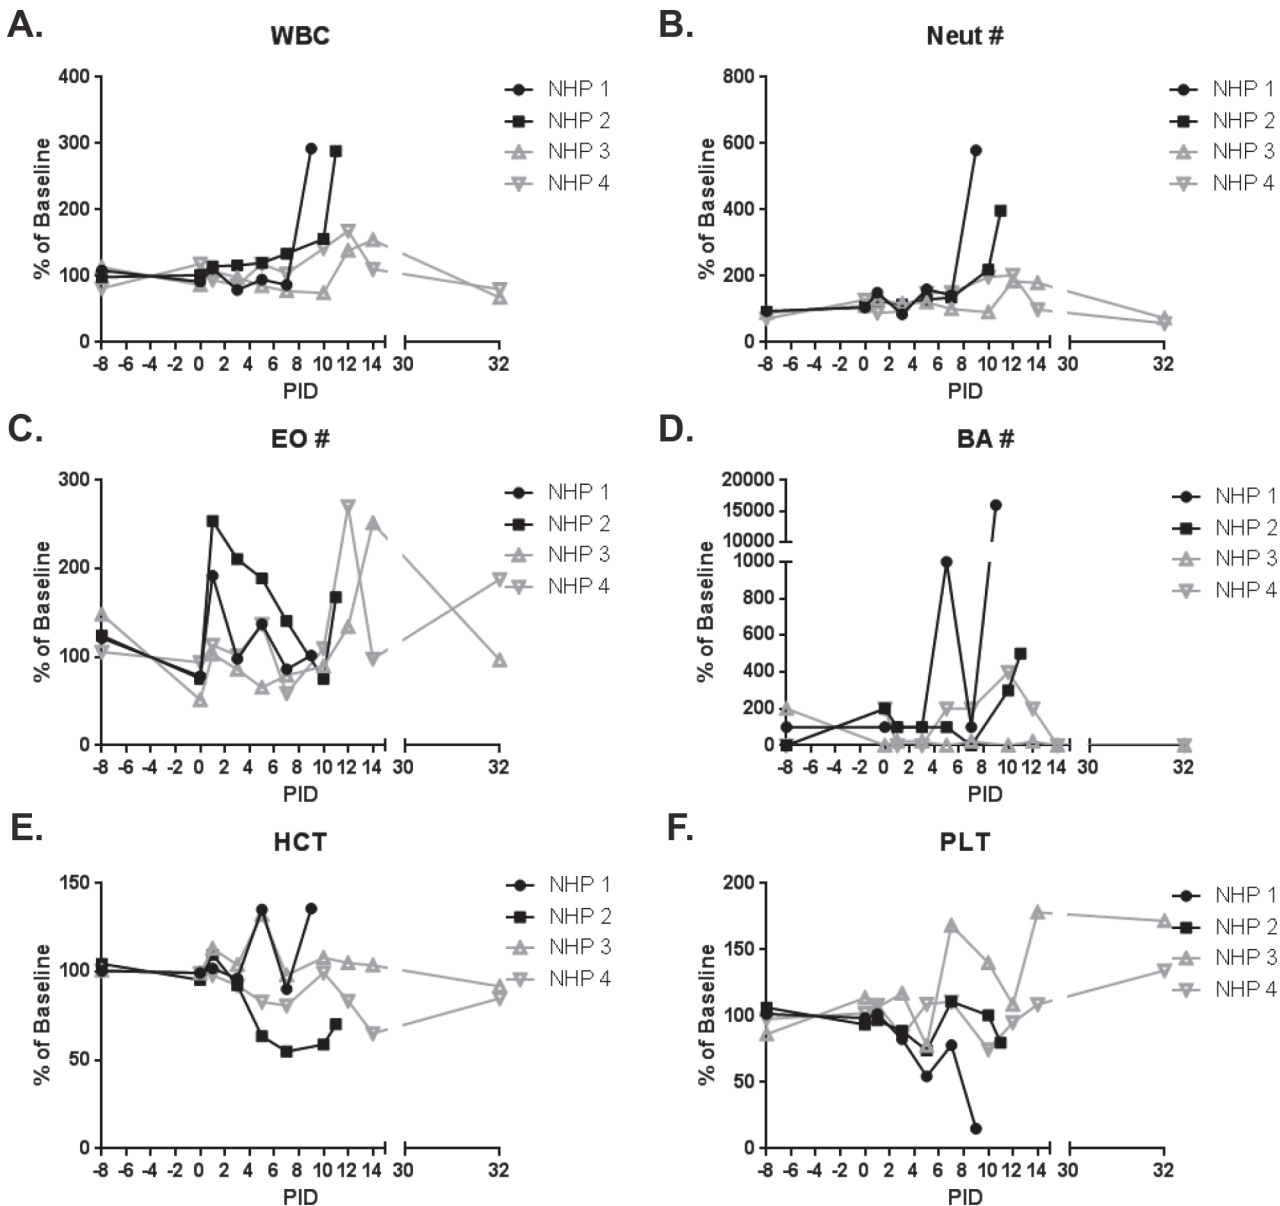 A.
WBC
400
300
200
100
0
% of Baseline
-8 -6 -4 -2 0 2 4 6 8 10 12 14 30 32
PID
NHP 1
NHP 2
NHP 3
NHP 4
B.
Neut #
800
600
400
200
0
% of Baseline
-8 -6 -4 -2 0 2 4 6 8 10 12 14 30 32
PID
NHP 1
NHP 2
NHP 3
NHP 4
C.
EO #
300
200
100
0
% of Baseline
-8 -6 -4 -2 0 2 4 6 8 10 12 14 30 32
PID
NHP 1
NHP 2
NHP 3
NHP 4
D.
BA #
20000
15000
10000
1000
800
600
400
200
0
% of Baseline
-8 -6 -4 -2 0 2 4 6 8 10 12 14 30 32
PID
NHP 1
NHP 2
NHP 3
NHP 4
E.
HCT
150
100
50
0
% of Baseline
-8 -6 -4 -2 0 2 4 6 8 10 12 14 30 32
PID
NHP 1
NHP 2
NHP 3
NHP 4
F.
PLT
200
150
100
50
0
% of Baseline
-8 -6 -4 -2 0 2 4 6 8 10 12 14 30 32
PID
NHP 1
NHP 2
NHP 3
NHP 4